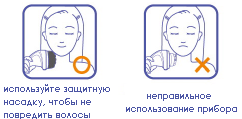 используйте защитную
насадку, чтобы не
повредить волосы
неправильное
использование прибора